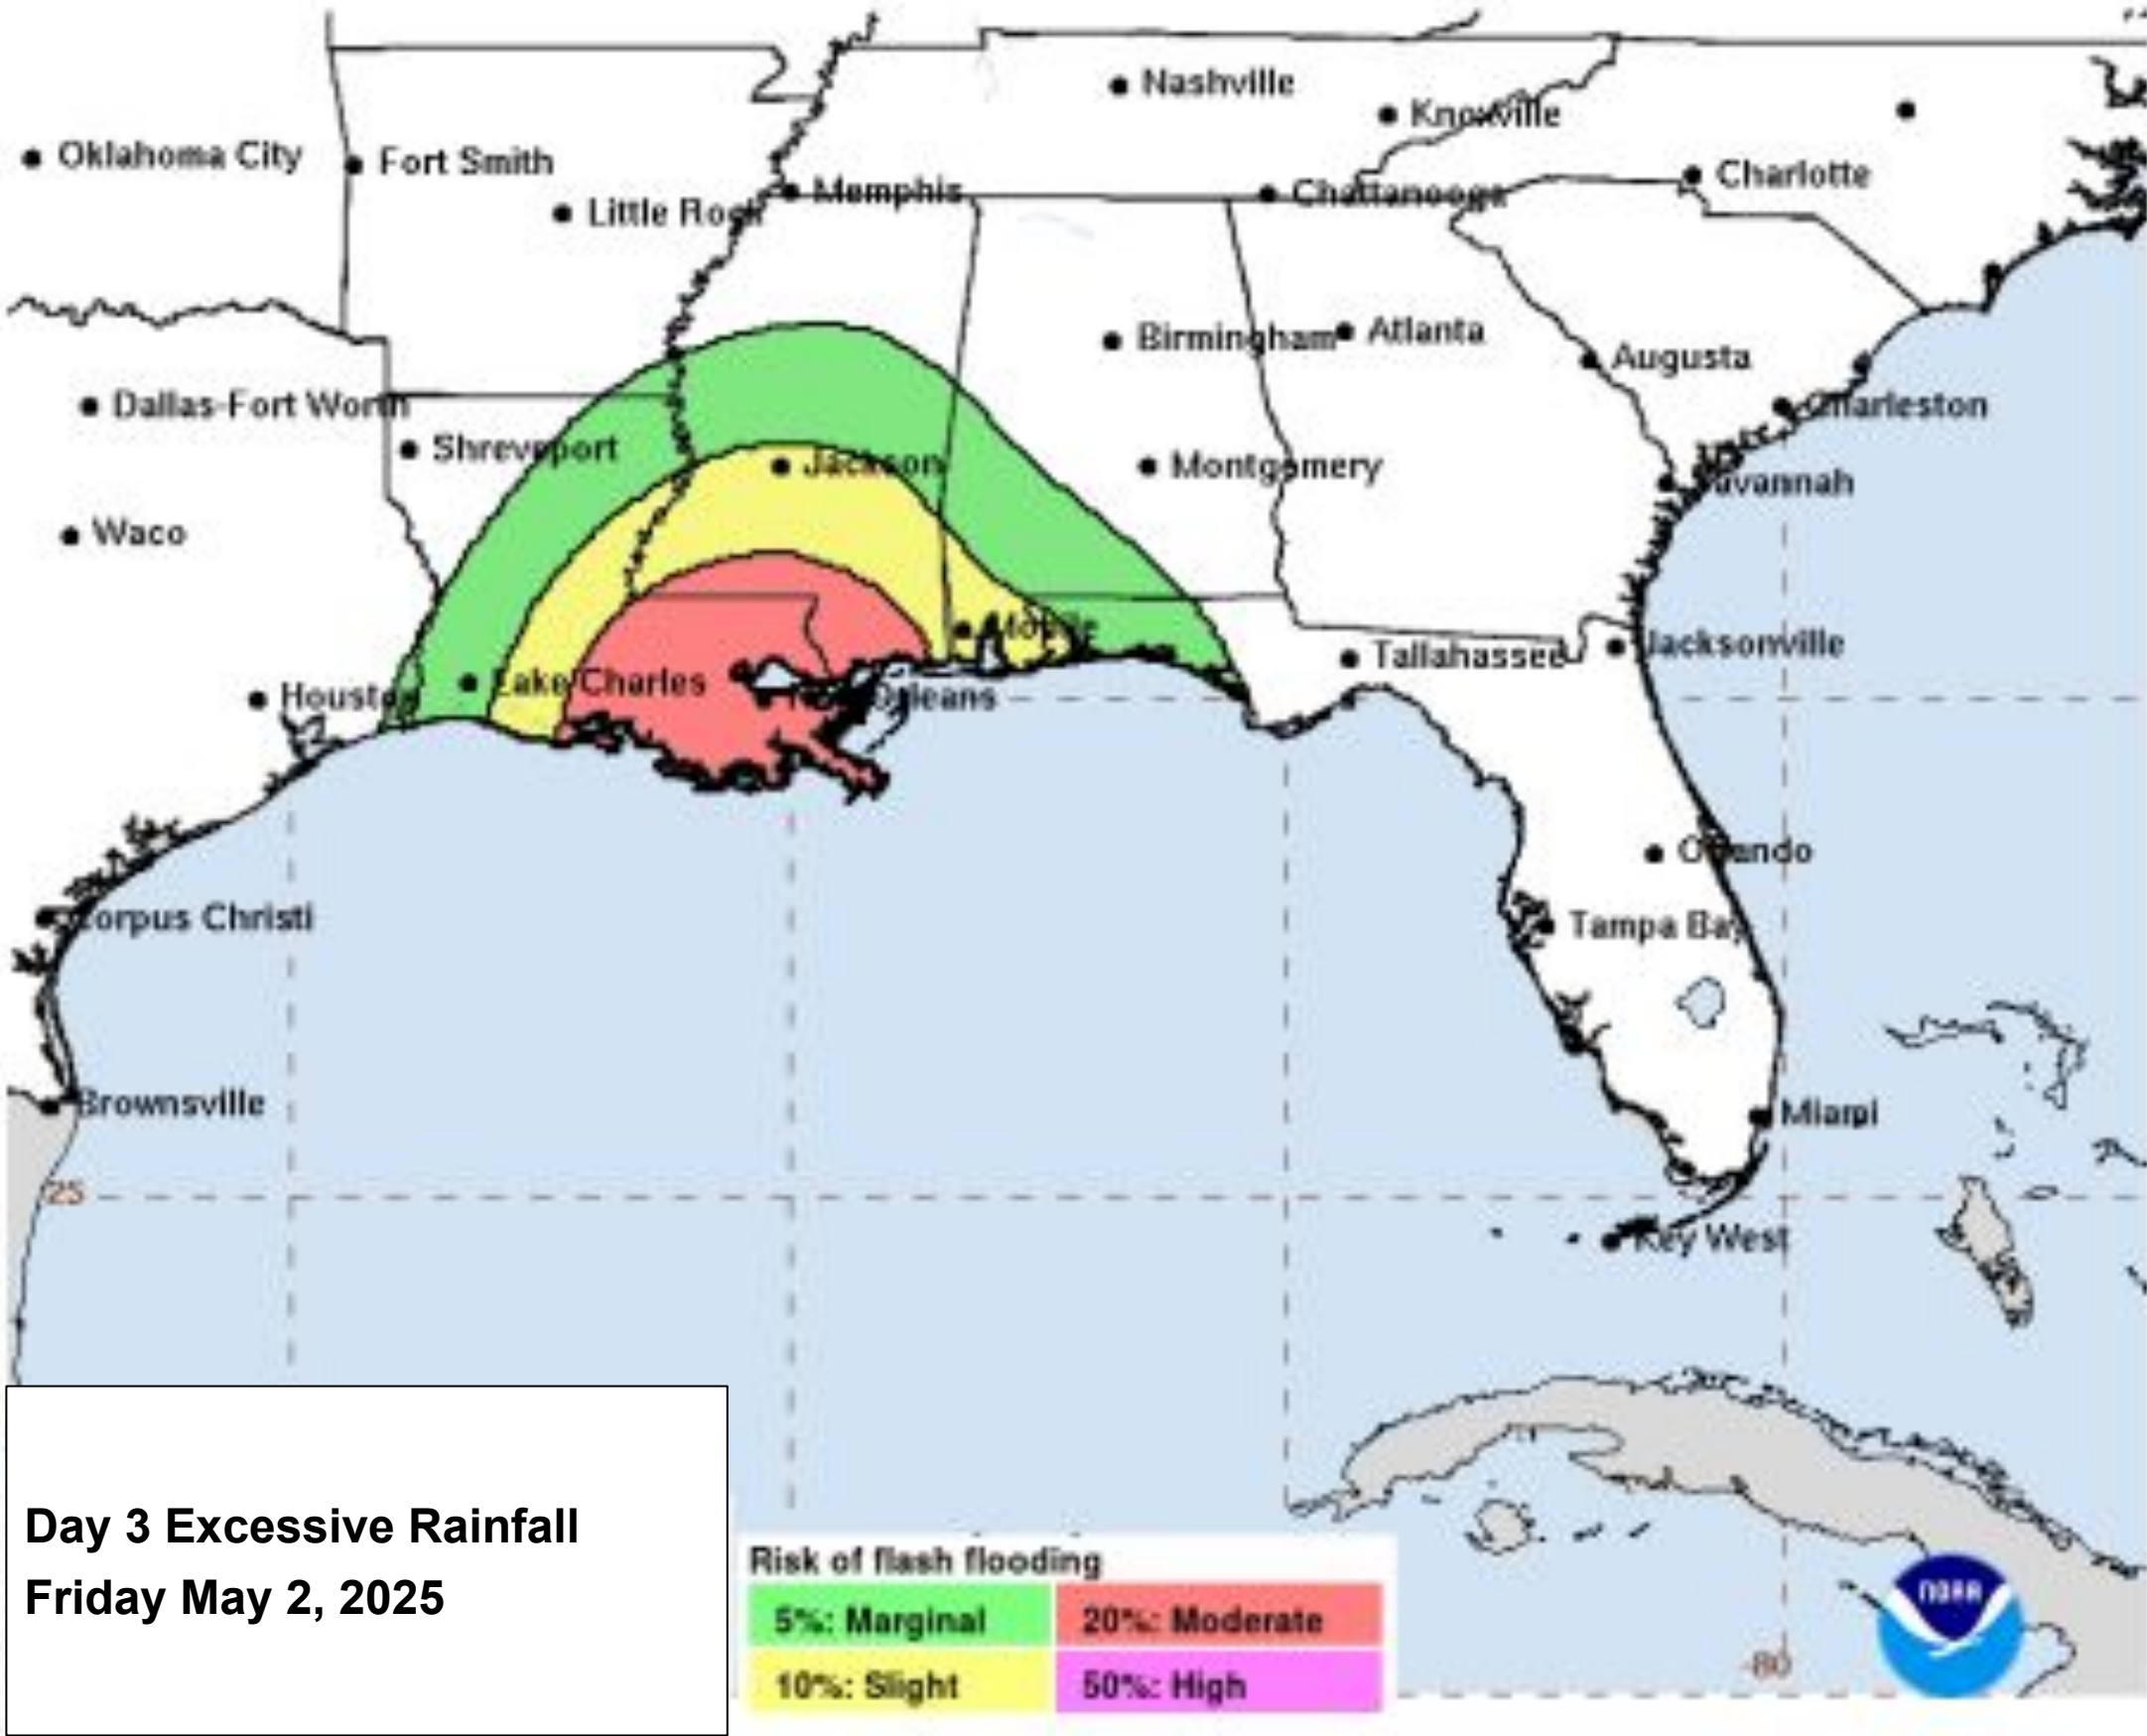 Nashville
Knoxville
Oklahoma City
Fort Smith
Charlotte
Memphis
Chattanooga
Little Rock
Birmingham
Atlanta
Augusta
Dallas-Fort Worth
Charleston
Shreveport
Jackson
Montgomery
Savannah
Waco
Mobile
Tallahassee
Jacksonville
Houston
Lake Charles
New Orleans
Orlando
Corpus Christi
Tampa Bay
Brownsville
Miami
25
Key West
Day 3 Excessive Rainfall
Friday May 2, 2025
Risk of flash flooding
5%: Marginal
20%: Moderate
10%: Slight
50%: High
noaa
-80